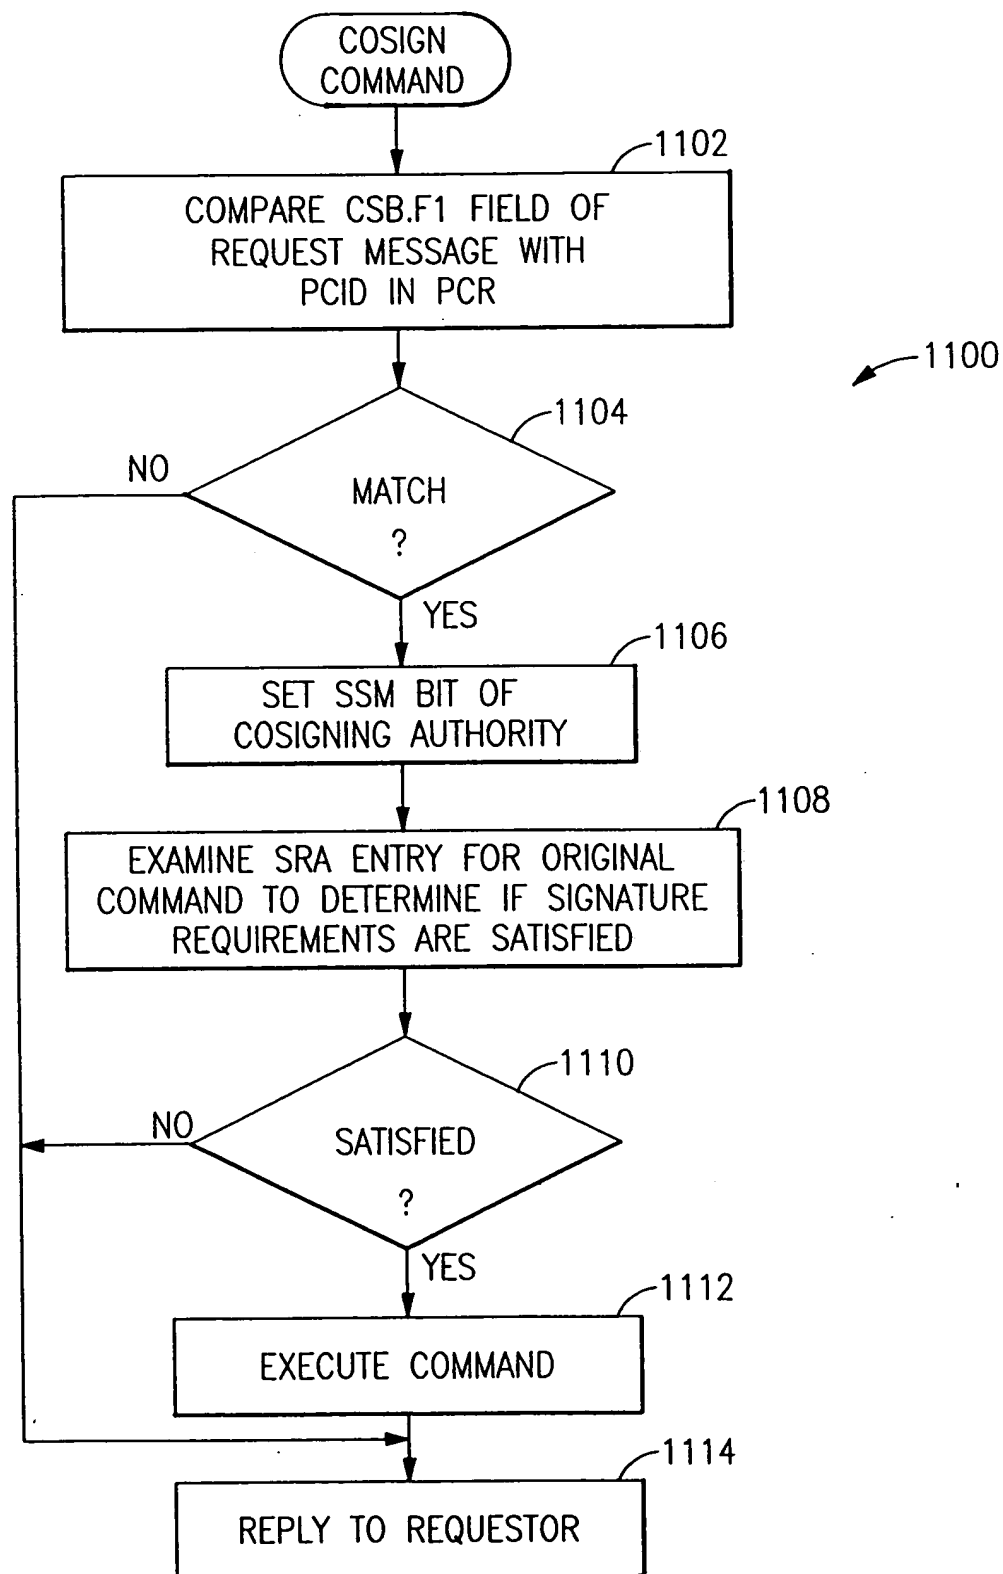 COSIGN
COMMAND
1102
COMPARE CSB.F1 FIELD OF
REQUEST MESSAGE WITH
PCID IN PCR
1100
1104
NO
MATCH
?
YES
1106
SET SSM BIT OF
COSIGNING AUTHORITY
1108
EXAMINE SRA ENTRY FOR ORIGINAL
COMMAND TO DETERMINE IF SIGNATURE
REQUIREMENTS ARE SATISFIED
1110
NO
SATISFIED
?
YES
1112
EXECUTE COMMAND
1114
REPLY TO REQUESTOR